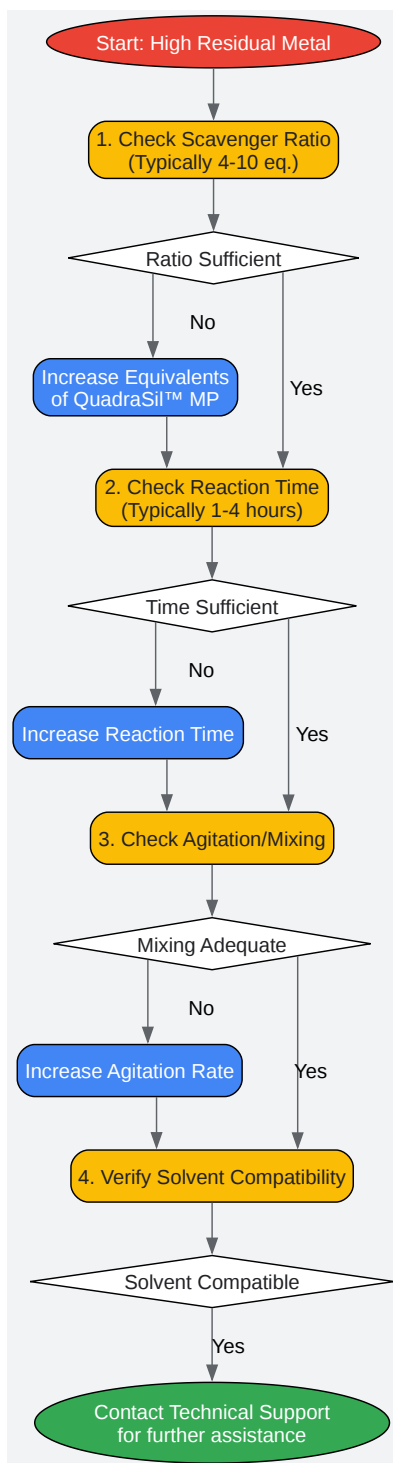 Start: High Residual Metal
1. Check Scavenger Ratio
(Typically 4-10 eq.)
Ratio Sufficient
No
Increase Equivalents
of QuadraSil™ MP
Yes
2. Check Reaction Time
(Typically 1-4 hours)
Time Sufficient
No
Increase Reaction Time
Yes
3. Check Agitation/Mixing
Mixing Adequate
No
Increase Agitation Rate
Yes
4. Verify Solvent Compatibility
Solvent Compatible
Yes
Contact Technical Support
for further assistance